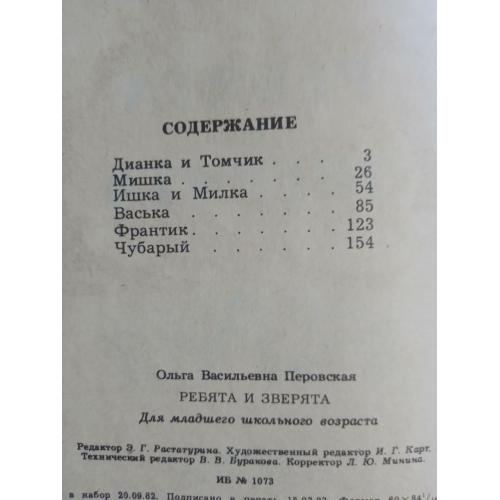 СОДЕРЖАНИЕ
Дианка и Томчик . . . . 3
Мишка . . . . . . . 26
Ишка и Милка . . . . . 54
Васька . . . . . . . 85
Франтик . . . . . . 123
Чубарый . . . . . . 154
Ольга Васильевна Перовская
РЕБЯТА И ЗВЕРЯТА
Для младшего школьного возраста
Редактор Э. Г. Растатурина. Художественный редактор И. Г. Карт.
Технический редактор В. В. Буракова. Корректор Л. Ю. Минина.
ИБ № 1073
в набор 20.09.82. Подписано в печать Формат